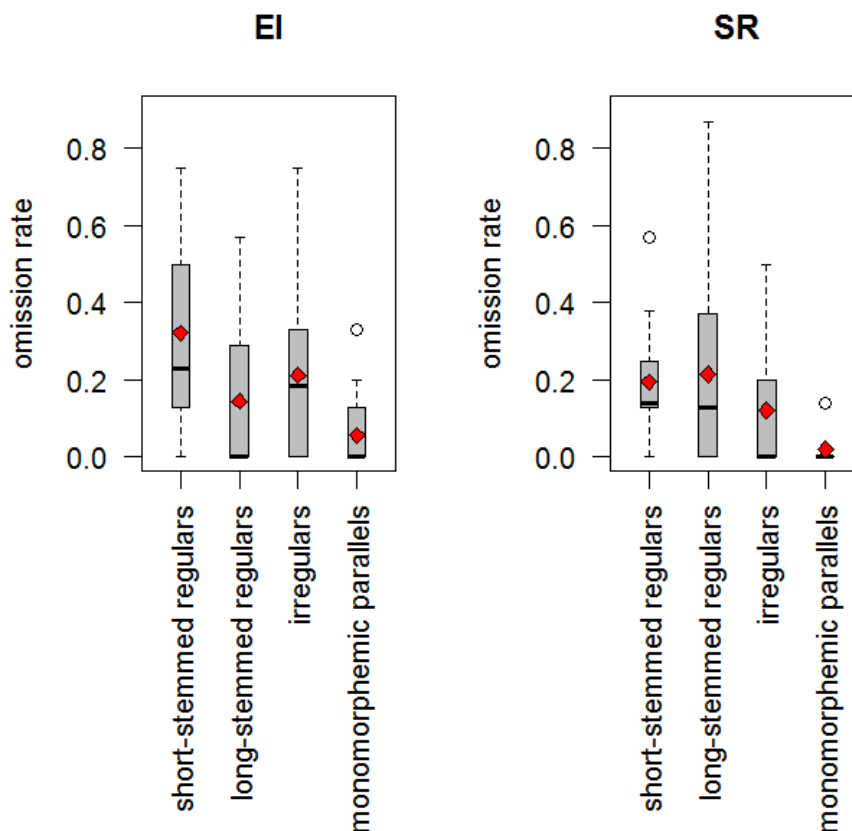 EI
omission rate
0.8
0.6
0.4
0.2
0.0
short-stemmed regulars
long-stemmed regulars
irregulars
monomorphemic parallels
SR
omission rate
0.8
0.6
0.4
0.2
0.0
short-stemmed regulars
long-stemmed regulars
irregulars
monomorphemic parallels